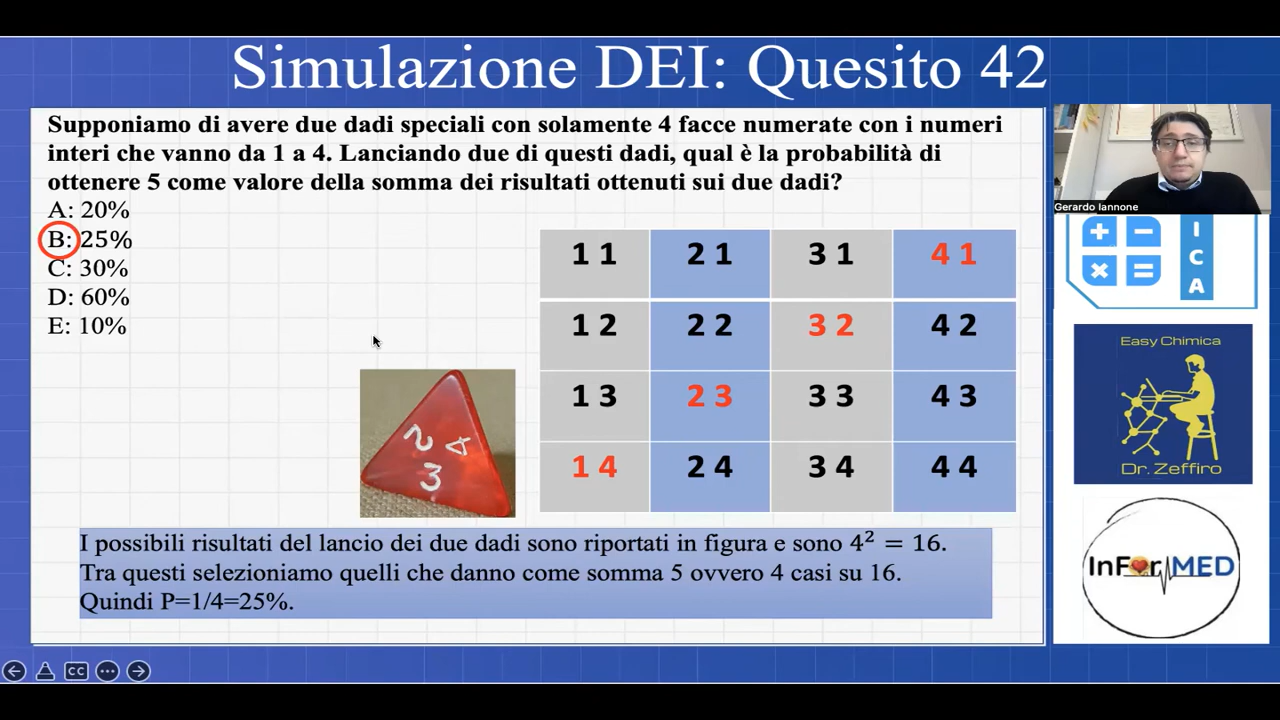 Simulazione DEI: Quesito 42
Supponiamo di avere due dadi speciali con solamente 4 facce numerate con i numeri
interi che vanno da 1 a 4. Lanciando due di questi dadi, qual è la probabilità di
ottenere 5 come valore della somma dei risultati ottenuti sui due dadi?
A: 20%
B: 25%
C: 30%
D: 60%
E: 10%
1 1 2 1 3 1 4 1
1 2 2 2 3 2 4 2
1 3 2 3 3 3 4 3
1 4 2 4 3 4 4 4
2 4
3
I possibili risultati del lancio dei due dadi sono riportati in figura e sono 4² = 16.
Tra questi selezioniamo quelli che danno come somma 5 ovvero 4 casi su 16.
Quindi P=1/4=25%.
Gerardo Iannone
+ − I
× = C
A
Easy Chimica
Dr. Zeffiro
InForMED
CC